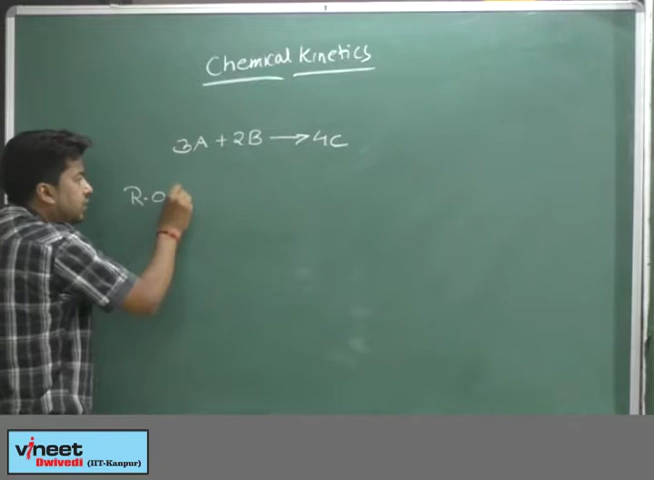 Chemical Kinetics
3A + 2B → 4C
R.O
vineet
Dwivedi (IIT-Kanpur)